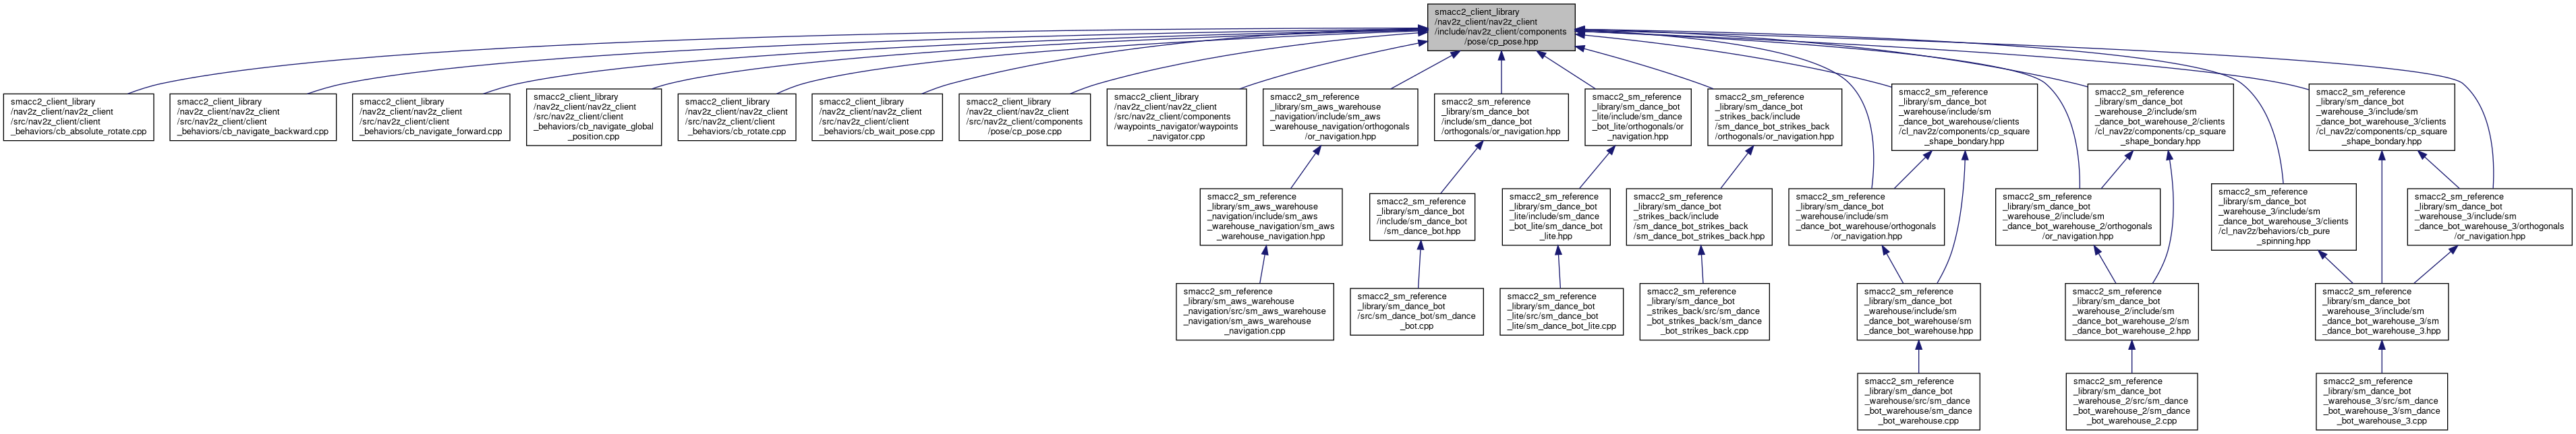 smacc2_client_library
/nav2z_client/nav2z_client
/include/nav2z_client/components
/pose/cp_pose.hpp
smacc2_client_library
/nav2z_client/nav2z_client
/src/nav2z_client/client
_behaviors/cb_absolute_rotate.cpp
smacc2_client_library
/nav2z_client/nav2z_client
/src/nav2z_client/client
_behaviors/cb_navigate_backward.cpp
smacc2_client_library
/nav2z_client/nav2z_client
/src/nav2z_client/client
_behaviors/cb_navigate_forward.cpp
smacc2_client_library
/nav2z_client/nav2z_client
/src/nav2z_client/client
_behaviors/cb_navigate_global
_position.cpp
smacc2_client_library
/nav2z_client/nav2z_client
/src/nav2z_client/client
_behaviors/cb_rotate.cpp
smacc2_client_library
/nav2z_client/nav2z_client
/src/nav2z_client/client
_behaviors/cb_wait_pose.cpp
smacc2_client_library
/nav2z_client/nav2z_client
/src/nav2z_client/components
/pose/cp_pose.cpp
smacc2_client_library
/nav2z_client/nav2z_client
/src/nav2z_client/components
/waypoints_navigator/waypoints
_navigator.cpp
smacc2_sm_reference
_library/sm_aws_warehouse
_navigation/include/sm_aws
_warehouse_navigation/orthogonals
/or_navigation.hpp
smacc2_sm_reference
_library/sm_dance_bot
/include/sm_dance_bot
/orthogonals/or_navigation.hpp
smacc2_sm_reference
_library/sm_dance_bot
_lite/include/sm_dance
_bot_lite/orthogonals/or
_navigation.hpp
smacc2_sm_reference
_library/sm_dance_bot
_strikes_back/include
/sm_dance_bot_strikes_back
/orthogonals/or_navigation.hpp
smacc2_sm_reference
_library/sm_dance_bot
_warehouse/include/sm
_dance_bot_warehouse/clients
/cl_nav2z/components/cp_square
_shape_bondary.hpp
smacc2_sm_reference
_library/sm_dance_bot
_warehouse_2/include/sm
_dance_bot_warehouse_2/clients
/cl_nav2z/components/cp_square
_shape_bondary.hpp
smacc2_sm_reference
_library/sm_dance_bot
_warehouse_3/include/sm
_dance_bot_warehouse_3/clients
/cl_nav2z/components/cp_square
_shape_bondary.hpp
smacc2_sm_reference
_library/sm_aws_warehouse
_navigation/include/sm_aws
_warehouse_navigation/sm_aws
_warehouse_navigation.hpp
smacc2_sm_reference
_library/sm_dance_bot
/include/sm_dance_bot
/sm_dance_bot.hpp
smacc2_sm_reference
_library/sm_dance_bot
_lite/include/sm_dance
_bot_lite/sm_dance_bot
_lite.hpp
smacc2_sm_reference
_library/sm_dance_bot
_strikes_back/include
/sm_dance_bot_strikes_back
/sm_dance_bot_strikes_back.hpp
smacc2_sm_reference
_library/sm_dance_bot
_warehouse/include/sm
_dance_bot_warehouse/orthogonals
/or_navigation.hpp
smacc2_sm_reference
_library/sm_dance_bot
_warehouse_2/include/sm
_dance_bot_warehouse_2/orthogonals
/or_navigation.hpp
smacc2_sm_reference
_library/sm_dance_bot
_warehouse_3/include/sm
_dance_bot_warehouse_3/clients
/cl_nav2z/behaviors/cb_pure
_spinning.hpp
smacc2_sm_reference
_library/sm_dance_bot
_warehouse_3/include/sm
_dance_bot_warehouse_3/orthogonals
/or_navigation.hpp
smacc2_sm_reference
_library/sm_aws_warehouse
_navigation/src/sm_aws_warehouse
_navigation/sm_aws_warehouse
_navigation.cpp
smacc2_sm_reference
_library/sm_dance_bot
/src/sm_dance_bot/sm_dance
_bot.cpp
smacc2_sm_reference
_library/sm_dance_bot
_lite/src/sm_dance_bot
_lite/sm_dance_bot_lite.cpp
smacc2_sm_reference
_library/sm_dance_bot
_strikes_back/src/sm_dance
_bot_strikes_back/sm_dance
_bot_strikes_back.cpp
smacc2_sm_reference
_library/sm_dance_bot
_warehouse/include/sm
_dance_bot_warehouse/sm
_dance_bot_warehouse.hpp
smacc2_sm_reference
_library/sm_dance_bot
_warehouse_2/include/sm
_dance_bot_warehouse_2/sm
_dance_bot_warehouse_2.hpp
smacc2_sm_reference
_library/sm_dance_bot
_warehouse_3/include/sm
_dance_bot_warehouse_3/sm
_dance_bot_warehouse_3.hpp
smacc2_sm_reference
_library/sm_dance_bot
_warehouse/src/sm_dance
_bot_warehouse/sm_dance
_bot_warehouse.cpp
smacc2_sm_reference
_library/sm_dance_bot
_warehouse_2/src/sm_dance
_bot_warehouse_2/sm_dance
_bot_warehouse_2.cpp
smacc2_sm_reference
_library/sm_dance_bot
_warehouse_3/src/sm_dance
_bot_warehouse_3/sm_dance
_bot_warehouse_3.cpp